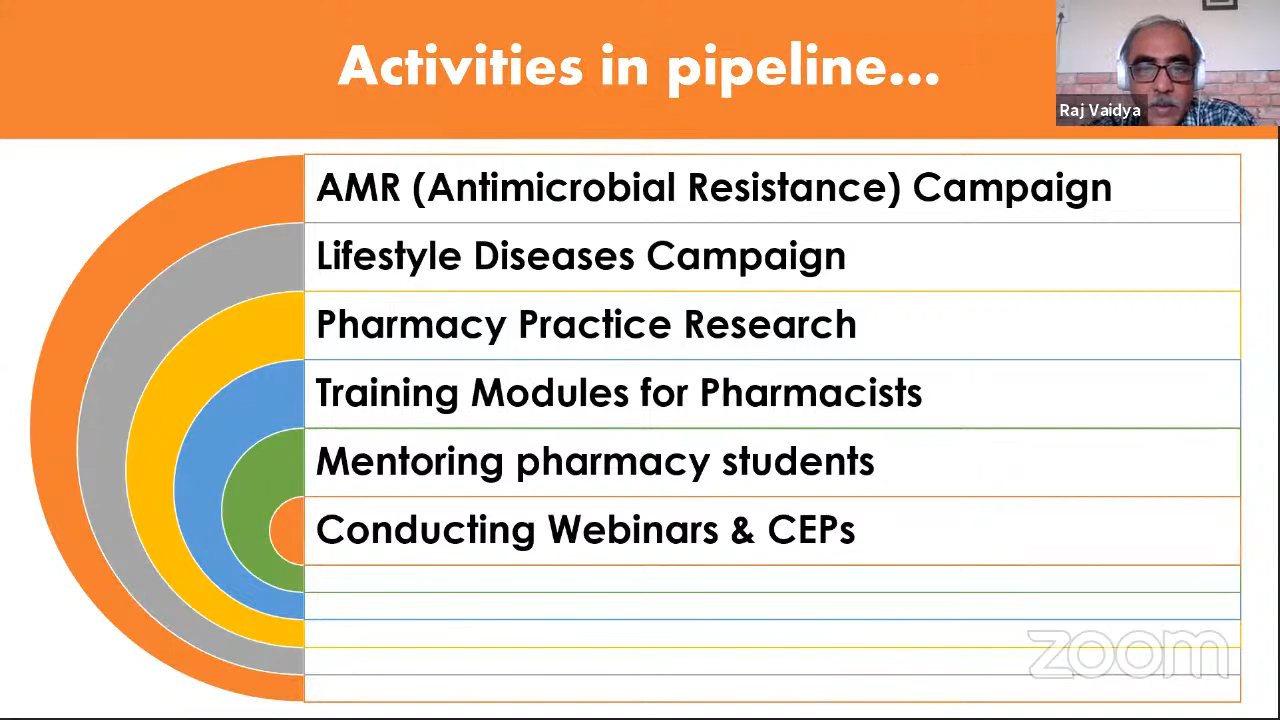 Activities in pipeline...
Raj Vaidya
AMR (Antimicrobial Resistance) Campaign
Lifestyle Diseases Campaign
Pharmacy Practice Research
Training Modules for Pharmacists
Mentoring pharmacy students
Conducting Webinars & CEPs
zoom